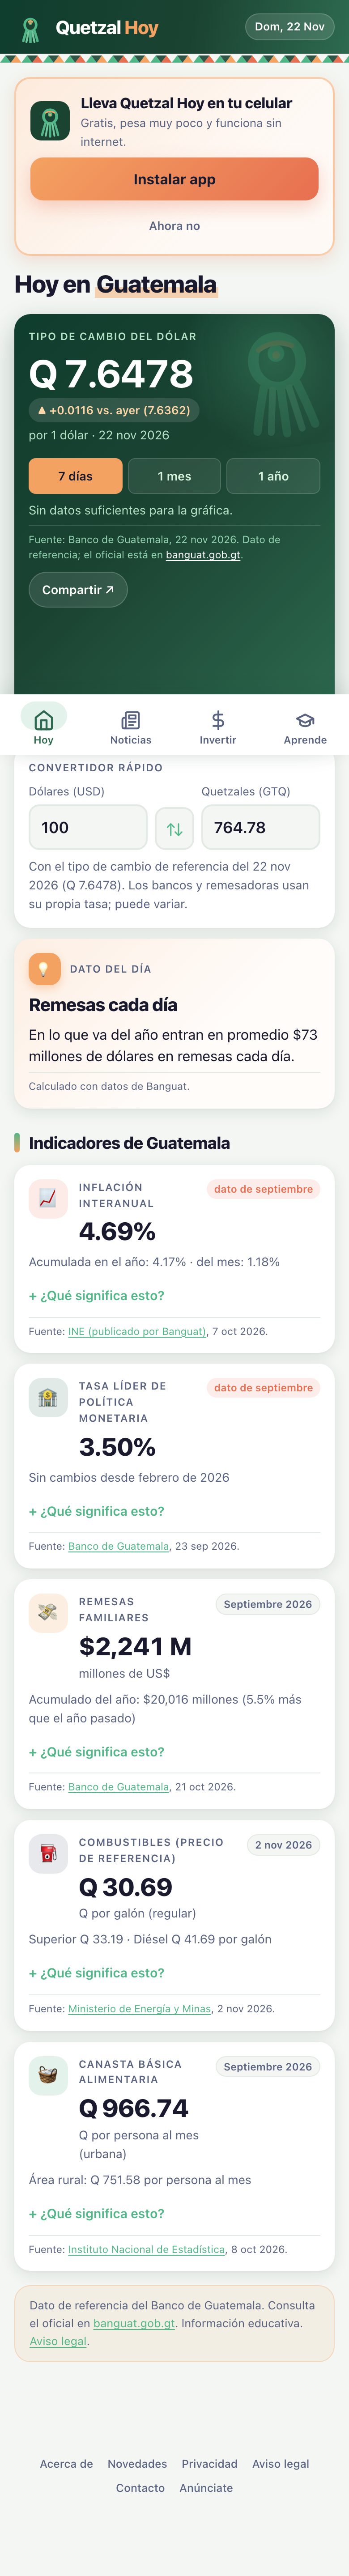 Quetzal Hoy
Dom, 22 Nov
Lleva Quetzal Hoy en tu celular
Gratis, pesa muy poco y funciona sin
internet.
Instalar app
Ahora no
Hoy en Guatemala
TIPO DE CAMBIO DEL DÓLAR
Q 7.6478
▲ +0.0116 vs. ayer (7.6362)
por 1 dólar · 22 nov 2026
7 días
1 mes
1 año
Sin datos suficientes para la gráfica.
Fuente: Banco de Guatemala, 22 nov 2026. Dato de
referencia; el oficial está en banguat.gob.gt.
Compartir ↗
Hoy
Noticias
Invertir
Aprende
CONVERTIDOR RÁPIDO
Dólares (USD)
Quetzales (GTQ)
100
764.78
Con el tipo de cambio de referencia del 22 nov
2026 (Q 7.6478). Los bancos y remesadoras usan
su propia tasa; puede variar.
DATO DEL DÍA
Remesas cada día
En lo que va del año entran en promedio $73
millones de dólares en remesas cada día.
Calculado con datos de Banguat.
Indicadores de Guatemala
INFLACIÓN
INTERANUAL
dato de septiembre
4.69%
Acumulada en el año: 4.17% · del mes: 1.18%
+ ¿Qué significa esto?
Fuente: INE (publicado por Banguat), 7 oct 2026.
TASA LÍDER DE
POLÍTICA
MONETARIA
dato de septiembre
3.50%
Sin cambios desde febrero de 2026
+ ¿Qué significa esto?
Fuente: Banco de Guatemala, 23 sep 2026.
REMESAS
FAMILIARES
Septiembre 2026
$2,241 M
millones de US$
Acumulado del año: $20,016 millones (5.5% más
que el año pasado)
+ ¿Qué significa esto?
Fuente: Banco de Guatemala, 21 oct 2026.
COMBUSTIBLES (PRECIO
DE REFERENCIA)
2 nov 2026
Q 30.69
Q por galón (regular)
Superior Q 33.19 · Diésel Q 41.69 por galón
+ ¿Qué significa esto?
Fuente: Ministerio de Energía y Minas, 2 nov 2026.
CANASTA BÁSICA
ALIMENTARIA
Septiembre 2026
Q 966.74
Q por persona al mes
(urbana)
Área rural: Q 751.58 por persona al mes
+ ¿Qué significa esto?
Fuente: Instituto Nacional de Estadística, 8 oct 2026.
Dato de referencia del Banco de Guatemala. Consulta
el oficial en banguat.gob.gt. Información educativa.
Aviso legal.
Acerca de
Novedades
Privacidad
Aviso legal
Contacto
Anúnciate